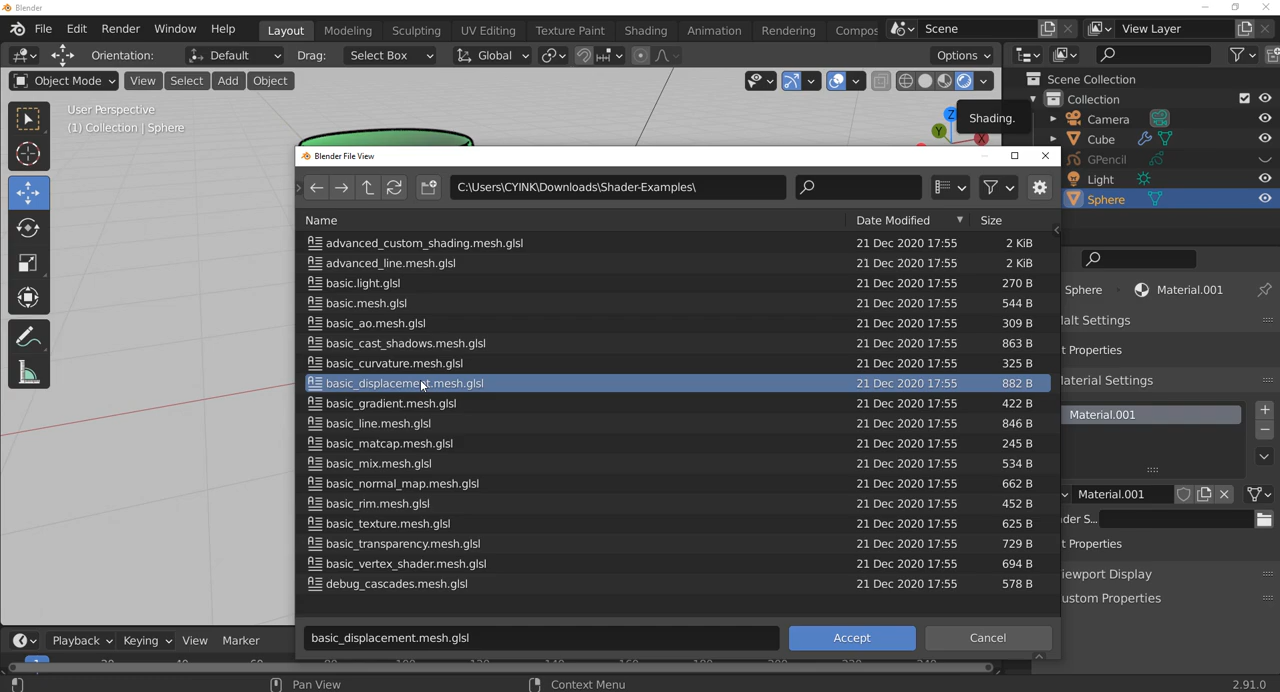 Blender
File Edit Render Window Help Layout Modeling Sculpting UV Editing Texture Paint Shading Animation Rendering Compos Scene View Layer
Orientation: Default Drag: Select Box Global Options
Object Mode View Select Add Object
User Perspective
(1) Collection | Sphere
Z
Y
X
Shading.
Scene Collection
Collection
Camera
Cube
GPencil
Light
Sphere
Blender File View
C:\Users\CYINK\Downloads\Shader-Examples\
Name Date Modified Size
advanced_custom_shading.mesh.glsl 21 Dec 2020 17:55 2 KiB
advanced_line.mesh.glsl 21 Dec 2020 17:55 2 KiB
basic.light.glsl 21 Dec 2020 17:55 270 B
basic.mesh.glsl 21 Dec 2020 17:55 544 B
basic_ao.mesh.glsl 21 Dec 2020 17:55 309 B
basic_cast_shadows.mesh.glsl 21 Dec 2020 17:55 863 B
basic_curvature.mesh.glsl 21 Dec 2020 17:55 325 B
basic_displacement.mesh.glsl 21 Dec 2020 17:55 882 B
basic_gradient.mesh.glsl 21 Dec 2020 17:55 422 B
basic_line.mesh.glsl 21 Dec 2020 17:55 846 B
basic_matcap.mesh.glsl 21 Dec 2020 17:55 245 B
basic_mix.mesh.glsl 21 Dec 2020 17:55 534 B
basic_normal_map.mesh.glsl 21 Dec 2020 17:55 662 B
basic_rim.mesh.glsl 21 Dec 2020 17:55 452 B
basic_texture.mesh.glsl 21 Dec 2020 17:55 625 B
basic_transparency.mesh.glsl 21 Dec 2020 17:55 729 B
basic_vertex_shader.mesh.glsl 21 Dec 2020 17:55 694 B
debug_cascades.mesh.glsl 21 Dec 2020 17:55 578 B
basic_displacement.mesh.glsl Accept Cancel
Sphere Material.001
alt Settings
t Properties
aterial Settings
Material.001
Material.001
der S...
t Properties
iewport Display
ustom Properties
Playback Keying View Marker
1
Pan View Context Menu 2.91.0